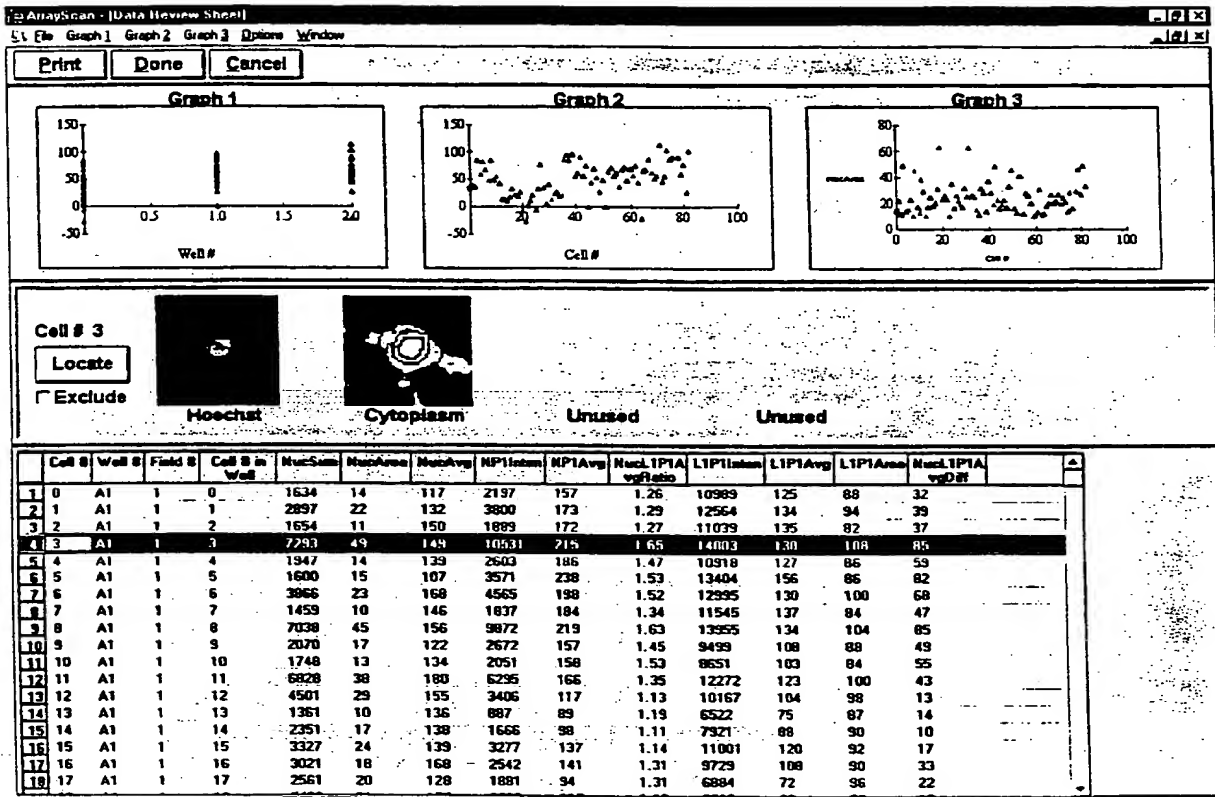 ArrayScan - [Data Review Sheet]
File Graph 1 Graph 2 Graph 3 Options Window
Print Done Cancel
Graph 1 Graph 2 Graph 3
150
100
50
0
-50
0.5 1.0 1.5 2.0
Well #
150
100
50
0
-50
20 40 60 80 100
Cell #
80
60
40
20
0
0 20 40 60 80 100
Cell #
Cell # 3
Locate
Exclude
Hoechst Cytoplasm Unused Unused
Cell # Well # Field # Cell # in Well NucSum NucArea NucAvg NP1Inten NP1Avg NucL1P1AvgRatio L1P1Inten L1P1Avg L1P1Area NucL1P1AvgDiff
1 0 A1 1 0 1634 14 117 2197 157 1.26 10989 125 88 32
2 1 A1 1 1 2897 22 132 3800 173 1.29 12564 134 94 39
3 2 A1 1 2 1654 11 150 1889 172 1.27 11039 135 82 37
4 3 A1 1 3 7293 49 149 10531 215 1.65 14003 130 108 85
5 4 A1 1 4 1947 14 139 2603 186 1.47 10918 127 86 59
6 5 A1 1 5 1600 15 107 3571 238 1.53 13404 156 86 82
7 6 A1 1 6 3866 23 168 4565 198 1.52 12995 130 100 68
8 7 A1 1 7 1459 10 146 1837 184 1.34 11545 137 84 47
9 8 A1 1 8 7038 45 156 9872 219 1.63 13955 134 104 85
10 9 A1 1 9 2070 17 122 2672 157 1.45 9499 108 88 49
11 10 A1 1 10 1748 13 134 2051 158 1.53 8651 103 84 55
12 11 A1 1 11 6828 38 180 6295 166 1.35 12272 123 100 43
13 12 A1 1 12 4501 29 155 3406 117 1.13 10167 104 98 13
14 13 A1 1 13 1361 10 136 887 89 1.19 6522 75 87 14
15 14 A1 1 14 2351 17 138 1666 98 1.11 7921 88 90 10
16 15 A1 1 15 3327 24 139 3277 137 1.14 11001 120 92 17
17 16 A1 1 16 3021 18 168 2542 141 1.31 9729 108 90 33
18 17 A1 1 17 2561 20 128 1881 94 1.31 6884 72 96 22